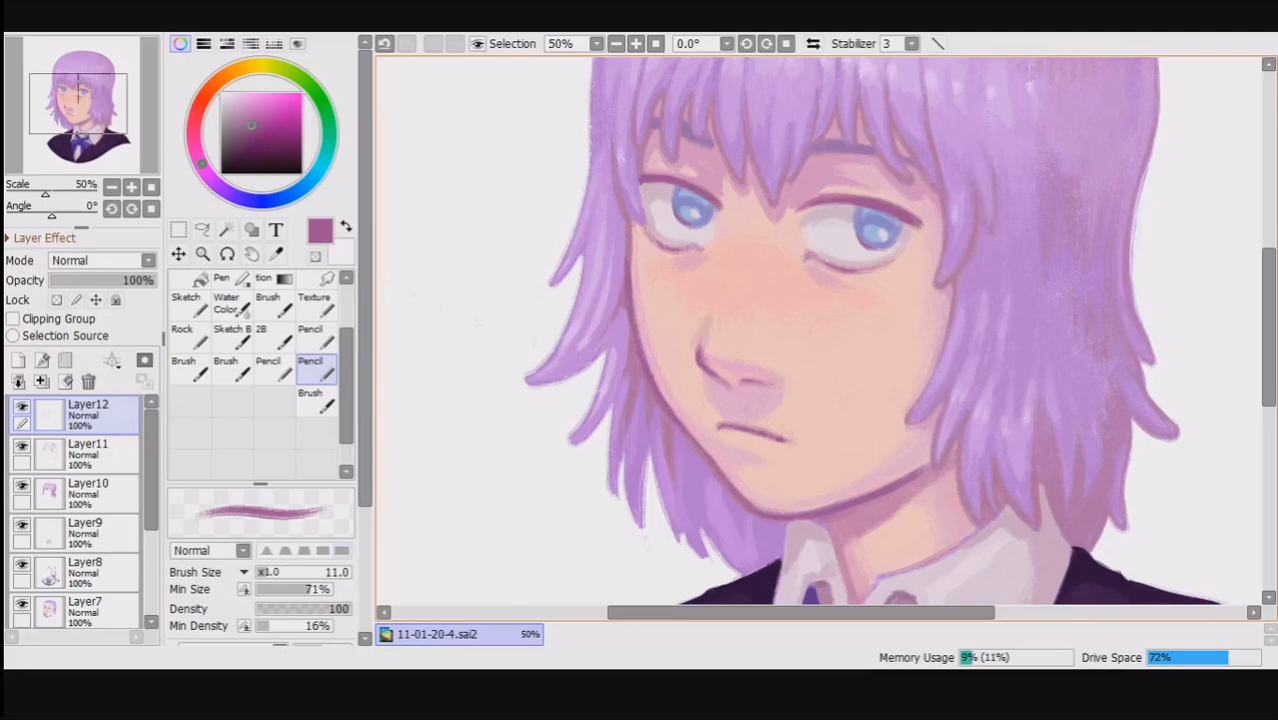 Selection 50% 0.0° Stabilizer 3
Scale 50%
Angle 0°
Layer Effect
Mode Normal
Opacity 100%
Lock
Clipping Group
Selection Source
Layer12
Normal
100%
Layer11
Normal
100%
Layer10
Normal
100%
Layer9
Normal
100%
Layer8
Normal
100%
Layer7
Normal
100%
T
Pen tion
Sketch Water Color Brush Texture
Rock Sketch B 2B Pencil
Brush Brush Pencil Pencil
Brush
Normal
Brush Size x1.0 11.0
Min Size 71%
Density 100
Min Density 16%
11-01-20-4.sai2 50%
Memory Usage 9% (11%) Drive Space 72%